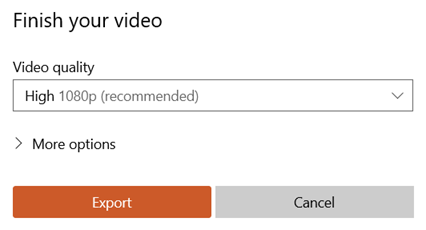 Finish your video
Video quality
High 1080p (recommended)
More options
Export Cancel